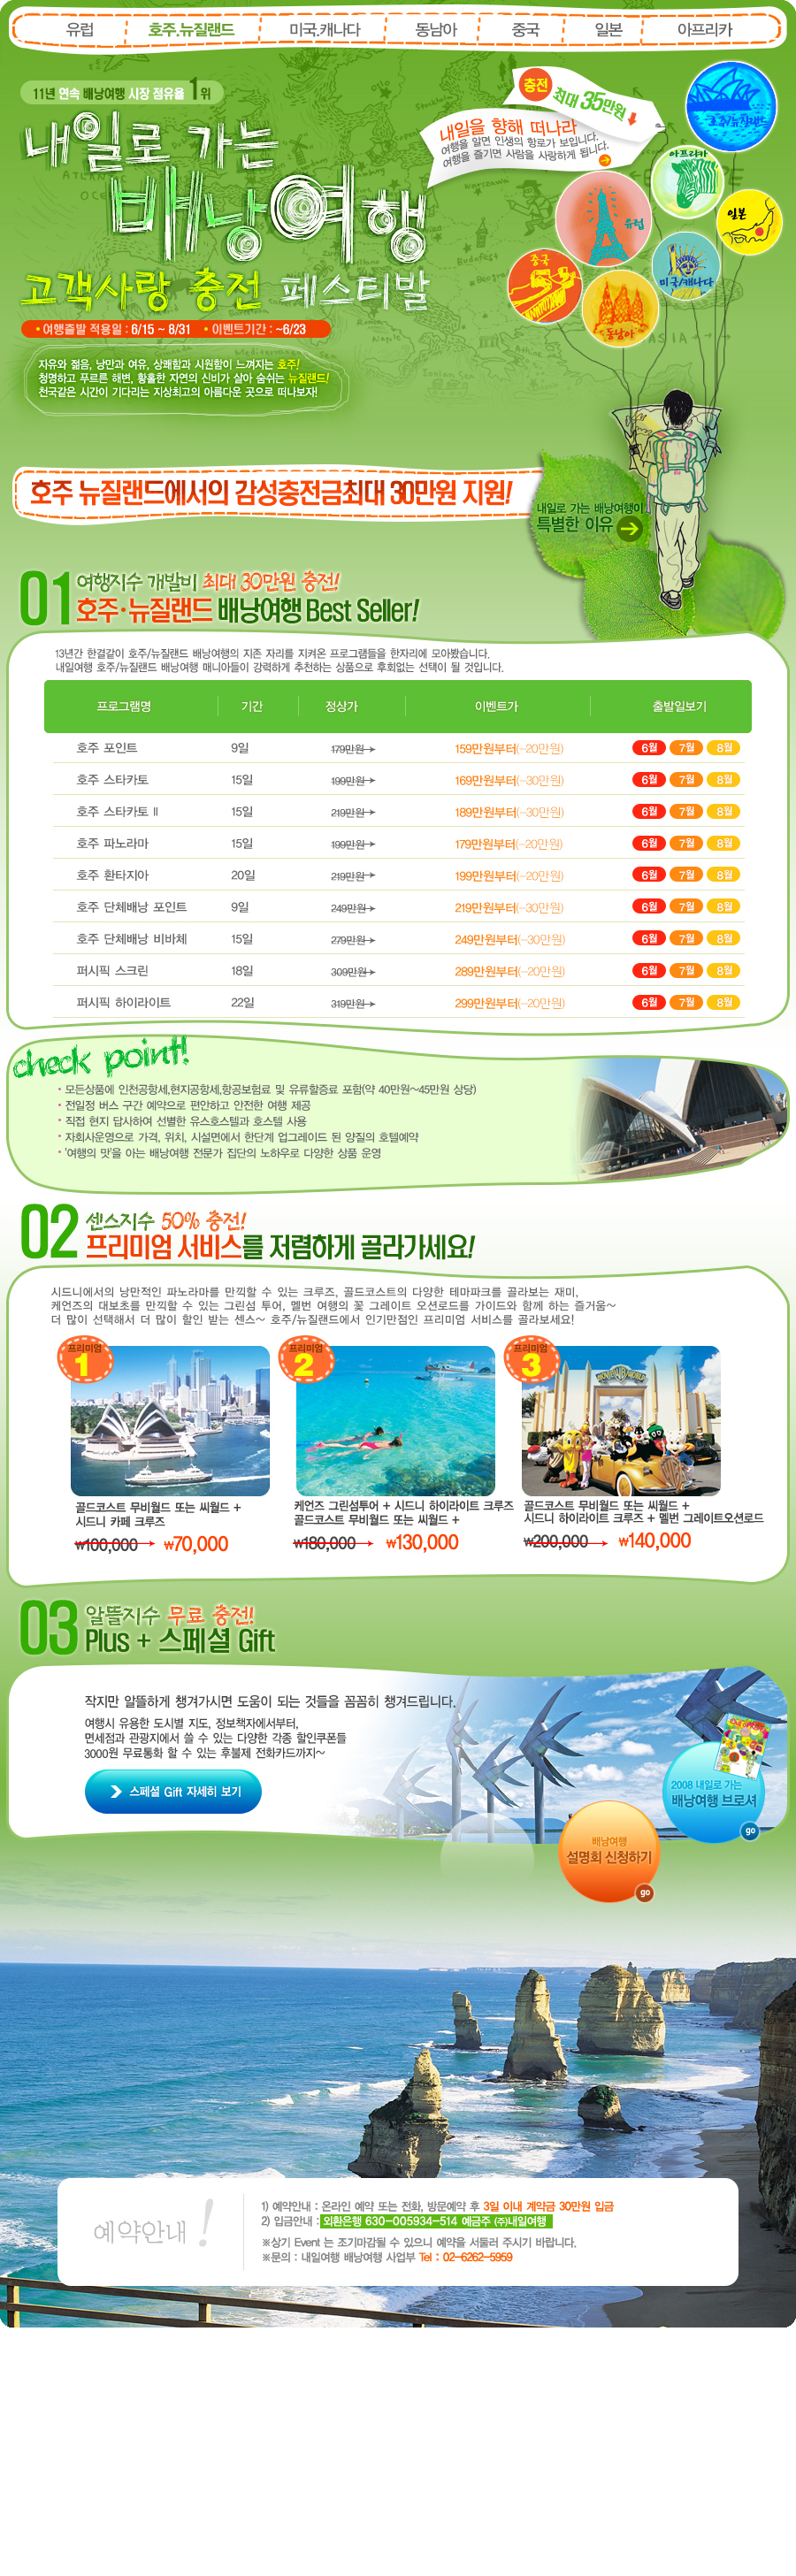 유럽
호주.뉴질랜드
미국.캐나다
동남아
중국
일본
아프리카
11년 연속 배낭여행 시장 점유율 1위
내일로 가는
배낭여행
고객사랑 충전 페스티발
• 여행출발 적용일 : 6/15 ~ 8/31 • 이벤트기간 : ~6/23
자유와 젊음, 낭만과 여유, 상쾌함과 시원함이 느껴지는 호주!
청명하고 푸르른 해변, 황홀한 자연의 신비가 살아 숨쉬는 뉴질랜드!
천국같은 시간이 기다리는 지상최고의 아름다운 곳으로 떠나보자!
충전 최대 35만원
내일을 향해 떠나라
여행을 알면 인생의 항로가 보입니다.
여행을 즐기면 사람을 사랑하게 됩니다.
호주/뉴질랜드
아프리카
일본
유럽
미국/캐나다
중국
동남아
호주 뉴질랜드에서의 감성충전금최대 30만원 지원!
내일로 가는 배낭여행이
특별한 이유
01 여행지수 개발비 최대 30만원 충전!
호주·뉴질랜드 배낭여행 Best Seller!
13년간 한결같이 호주/뉴질랜드 배낭여행의 지존 자리를 지켜온 프로그램들을 한자리에 모아봤습니다.
내일여행 호주/뉴질랜드 배낭여행 매니아들이 강력하게 추천하는 상품으로 후회없는 선택이 될 것입니다.
프로그램명 기간 정상가 이벤트가 출발일보기
호주 포인트 9일 179만원 159만원부터(-20만원) 6월 7월 8월
호주 스타카토 15일 199만원 169만원부터(-30만원) 6월 7월 8월
호주 스타카토 II 15일 219만원 189만원부터(-30만원) 6월 7월 8월
호주 파노라마 15일 199만원 179만원부터(-20만원) 6월 7월 8월
호주 환타지아 20일 219만원 199만원부터(-20만원) 6월 7월 8월
호주 단체배낭 포인트 9일 249만원 219만원부터(-30만원) 6월 7월 8월
호주 단체배낭 비바체 15일 279만원 249만원부터(-30만원) 6월 7월 8월
퍼시픽 스크린 18일 309만원 289만원부터(-20만원) 6월 7월 8월
퍼시픽 하이라이트 22일 319만원 299만원부터(-20만원) 6월 7월 8월
check point!
• 모든상품에 인천공항세,현지공항세,항공보험료 및 유류할증료 포함(약 40만원~45만원 상당)
• 전일정 버스 구간 예약으로 편안하고 안전한 여행 제공
• 직접 현지 답사하여 선별한 유스호스텔과 호스텔 사용
• 자회사운영으로 가격, 위치, 시설면에서 한단계 업그레이드 된 양질의 호텔예약
• '여행의 맛'을 아는 배낭여행 전문가 집단의 노하우로 다양한 상품 운영
02 센스지수 50% 충전!
프리미엄 서비스를 저렴하게 골라가세요!
시드니에서의 낭만적인 파노라마를 만끽할 수 있는 크루즈, 골드코스트의 다양한 테마파크를 골라보는 재미,
케언즈의 대보초를 만끽할 수 있는 그린섬 투어, 멜번 여행의 꽃 그레이트 오션로드를 가이드와 함께 하는 즐거움~
더 많이 선택해서 더 많이 할인 받는 센스~ 호주/뉴질랜드에서 인기만점인 프리미엄 서비스를 골라보세요!
프리미엄 1
프리미엄 2
프리미엄 3
골드코스트 무비월드 또는 씨월드 +
시드니 카페 크루즈
₩100,000 ₩70,000
케언즈 그린섬투어 + 시드니 하이라이트 크루즈
골드코스트 무비월드 또는 씨월드 +
₩180,000 ₩130,000
골드코스트 무비월드 또는 씨월드 +
시드니 하이라이트 크루즈 + 멜번 그레이트오션로드
₩200,000 ₩140,000
03 알뜰지수 무료 충전!
Plus + 스페셜 Gift
작지만 알뜰하게 챙겨가시면 도움이 되는 것들을 꼼꼼히 챙겨드립니다.
여행시 유용한 도시별 지도, 정보책자에서부터,
면세점과 관광지에서 쓸 수 있는 다양한 각종 할인쿠폰들
3000원 무료통화 할 수 있는 후불제 전화카드까지~
스페셜 Gift 자세히 보기
2008 내일로 가는
배낭여행 브로셔
go
배낭여행
설명회 신청하기
go
예약안내 !
1) 예약안내 : 온라인 예약 또는 전화, 방문예약 후 3일 이내 계약금 30만원 입금
2) 입금안내 : 외환은행 630-005934-514 예금주 ㈜내일여행
※상기 Event 는 조기마감될 수 있으니 예약을 서둘러 주시기 바랍니다.
※문의 : 내일여행 배낭여행 사업부 Tel : 02-6262-5959